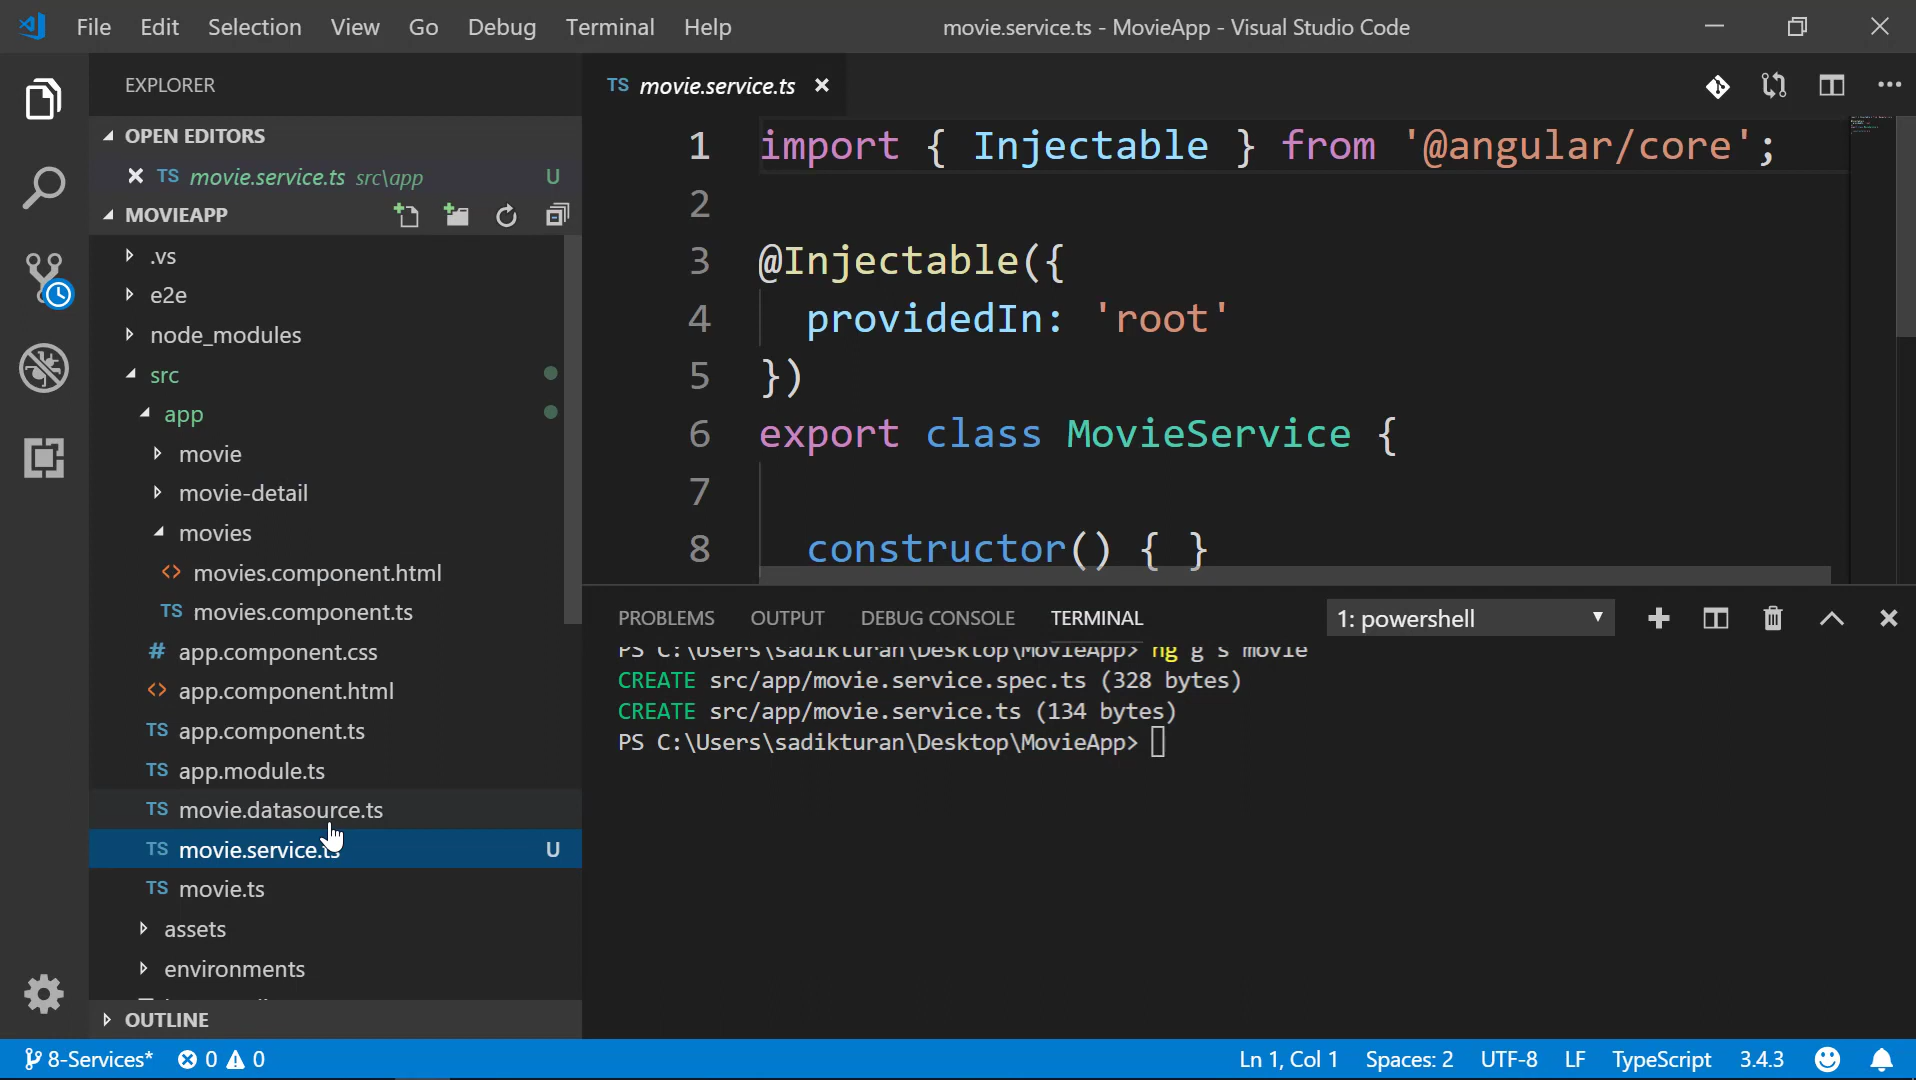 File Edit Selection View Go Debug Terminal Help
movie.service.ts - MovieApp - Visual Studio Code
EXPLORER
OPEN EDITORS
TS movie.service.ts src\app U
MOVIEAPP
.vs
e2e
node_modules
src
app
movie
movie-detail
movies
<> movies.component.html
TS movies.component.ts
# app.component.css
<> app.component.html
TS app.component.ts
TS app.module.ts
TS movie.datasource.ts
TS movie.service.ts U
TS movie.ts
assets
environments
OUTLINE
TS movie.service.ts
1 import { Injectable } from '@angular/core';
2
3 @Injectable({
4 providedIn: 'root'
5 })
6 export class MovieService {
7
8 constructor() { }
PROBLEMS OUTPUT DEBUG CONSOLE TERMINAL 1: powershell
PS C:\Users\sadikturan\Desktop\MovieApp> ng g s movie
CREATE src/app/movie.service.spec.ts (328 bytes)
CREATE src/app/movie.service.ts (134 bytes)
PS C:\Users\sadikturan\Desktop\MovieApp>
8-Services* 0 0 Ln 1, Col 1 Spaces: 2 UTF-8 LF TypeScript 3.4.3